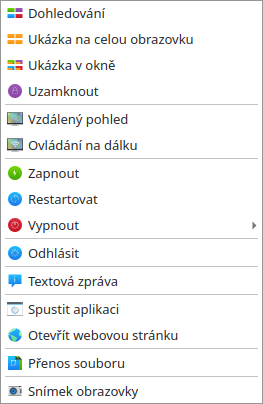 Dohledování
Ukázka na celou obrazovku
Ukázka v okně
Uzamknout
Vzdálený pohled
Ovládání na dálku
Zapnout
Restartovat
Vypnout
Odhlásit
Textová zpráva
Spustit aplikaci
Otevřít webovou stránku
Přenos souboru
Snímek obrazovky